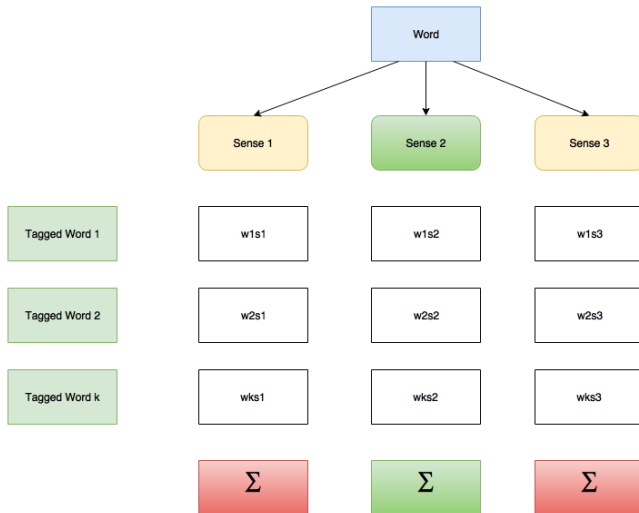 Word
Sense 1
Sense 2
Sense 3
Tagged Word 1
w1s1
w1s2
w1s3
Tagged Word 2
w2s1
w2s2
w2s3
Tagged Word k
wks1
wks2
wks3
Σ
Σ
Σ